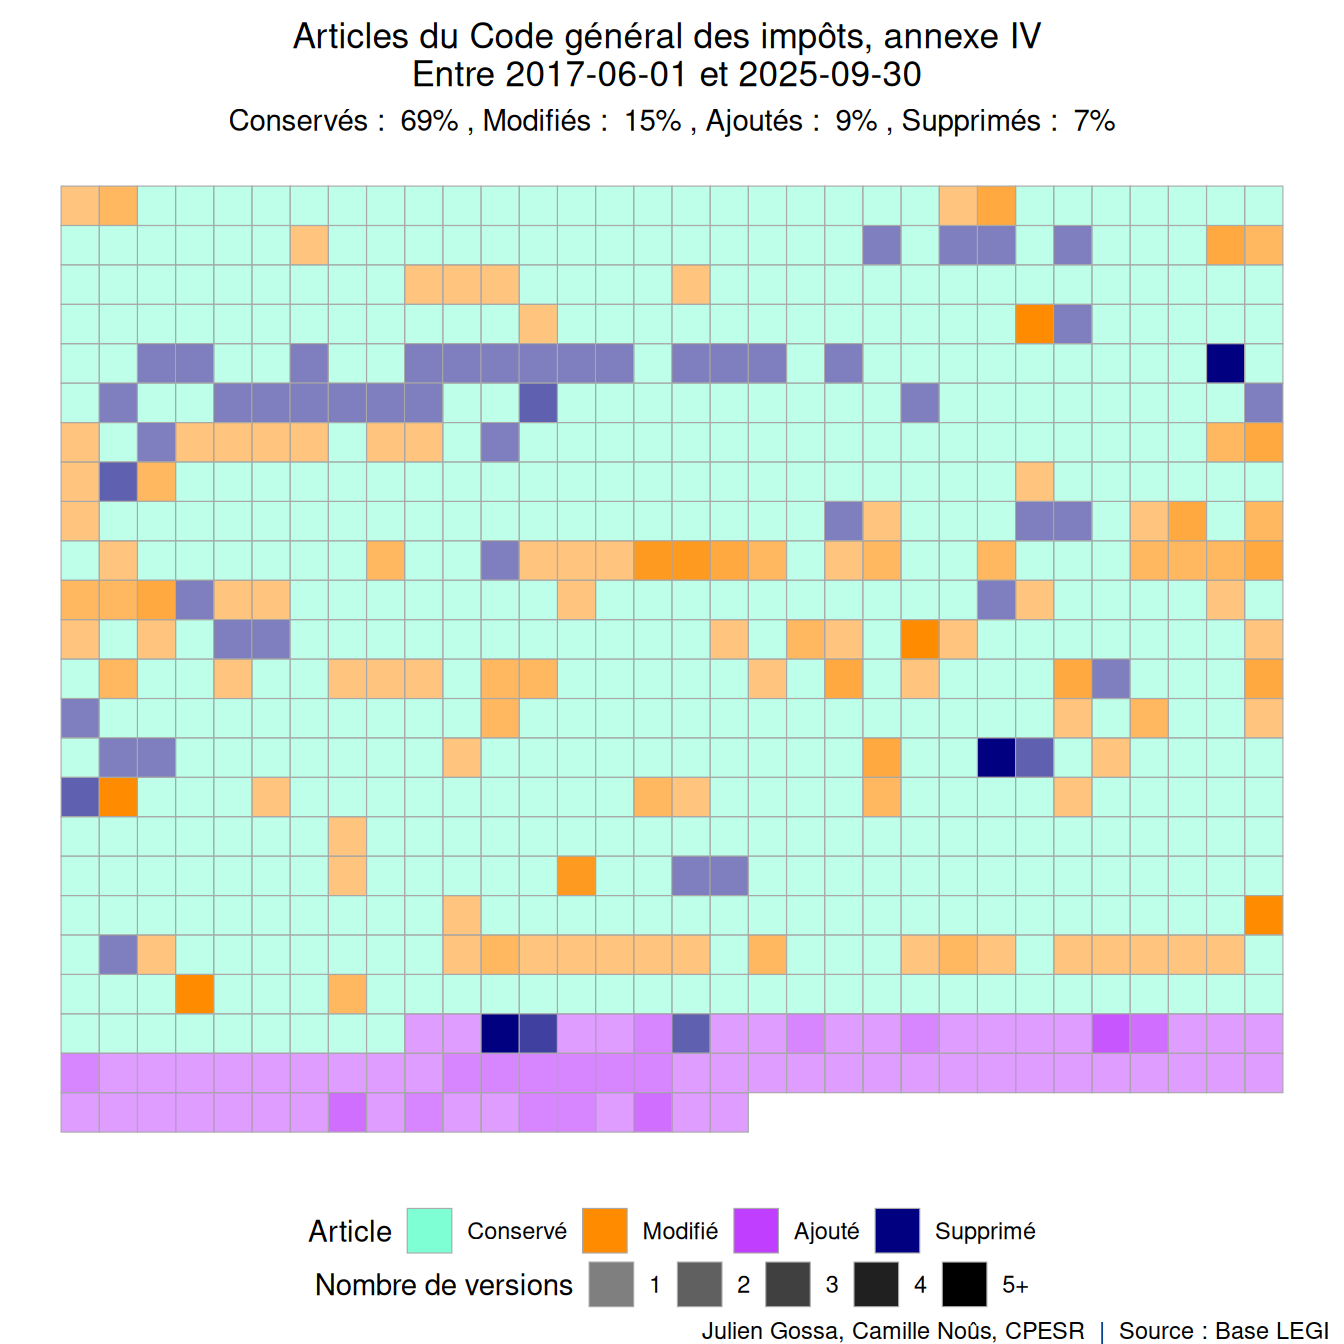 Articles du Code général des impôts, annexe IV
Entre 2017-06-01 et 2025-09-30
Conservés :  69% , Modifiés :  15% , Ajoutés :  9% , Supprimés :  7%
Article Conservé Modifié Ajouté Supprimé
Nombre de versions 1 2 3 4 5+
Julien Gossa, Camille Noûs, CPESR | Source : Base LEGI